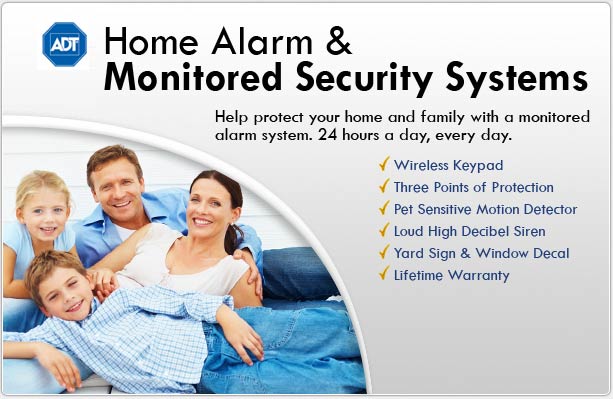 ADT
Home Alarm &
Monitored Security Systems
Help protect your home and family with a monitored
alarm system. 24 hours a day, every day.
Wireless Keypad
Three Points of Protection
Pet Sensitive Motion Detector
Loud High Decibel Siren
Yard Sign & Window Decal
Lifetime Warranty